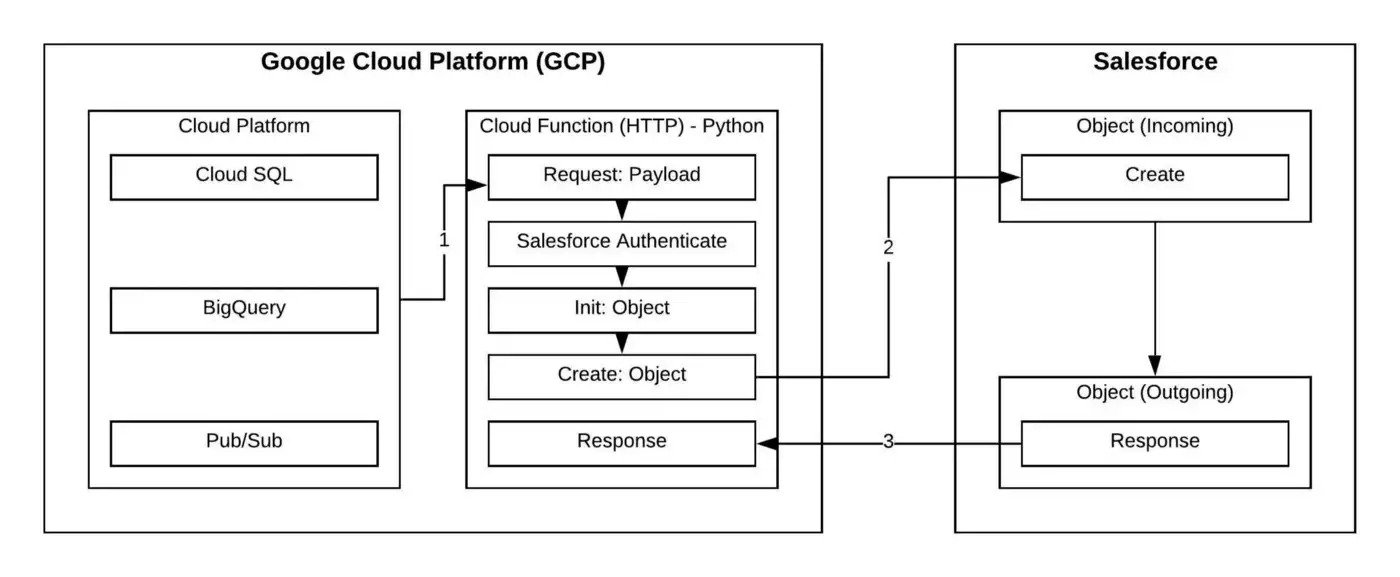 Google Cloud Platform (GCP)
Cloud Platform
Cloud SQL
BigQuery
Pub/Sub
1
Cloud Function (HTTP) - Python
Request: Payload
Salesforce Authenticate
Init: Object
Create: Object
Response
2
3
Salesforce
Object (Incoming)
Create
Object (Outgoing)
Response